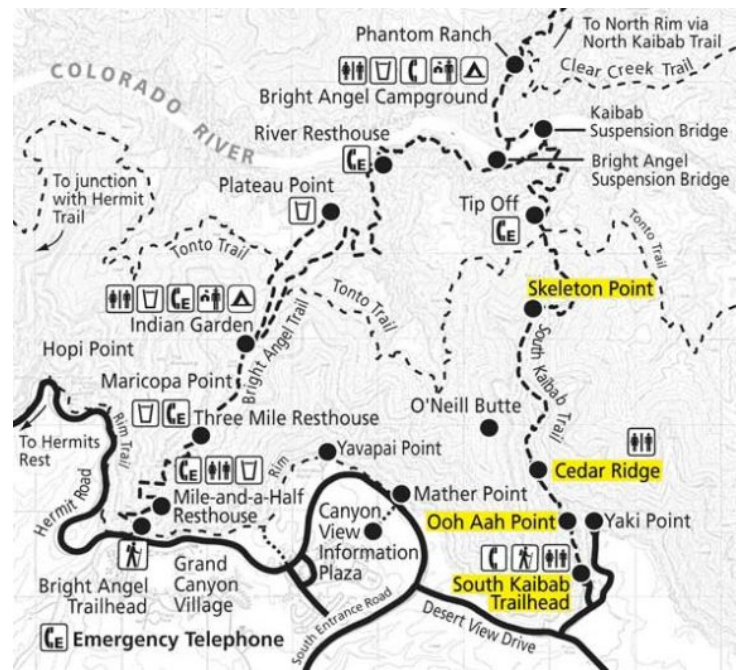 Phantom Ranch
To North Rim via
North Kaibab Trail
Clear Creek Trail
COLORADO RIVER
Bright Angel Campground
Kaibab
Suspension Bridge
River Resthouse
E
Bright Angel
Suspension Bridge
To junction
with Hermit
Trail
Plateau Point
Tip Off
E
Tonto Trail
Tonto
Trail
Skeleton Point
E
Indian Garden
Tonto
Trail
Bright Angel Trail
South Kaibab
Trail
Hopi Point
Maricopa Point
E
Three Mile Resthouse
O'Neill Butte
To Hermits
Rest
Rim Trail
Yavapai Point
Rim
Cedar Ridge
E
Mile-and-a-Half
Resthouse
Hermit Road
Mather Point
Canyon
View
Information
Plaza
Ooh Aah Point
Yaki Point
Bright Angel
Trailhead
Grand
Canyon
Village
South Kaibab
Trailhead
South Entrance Road
Desert View Drive
E Emergency Telephone